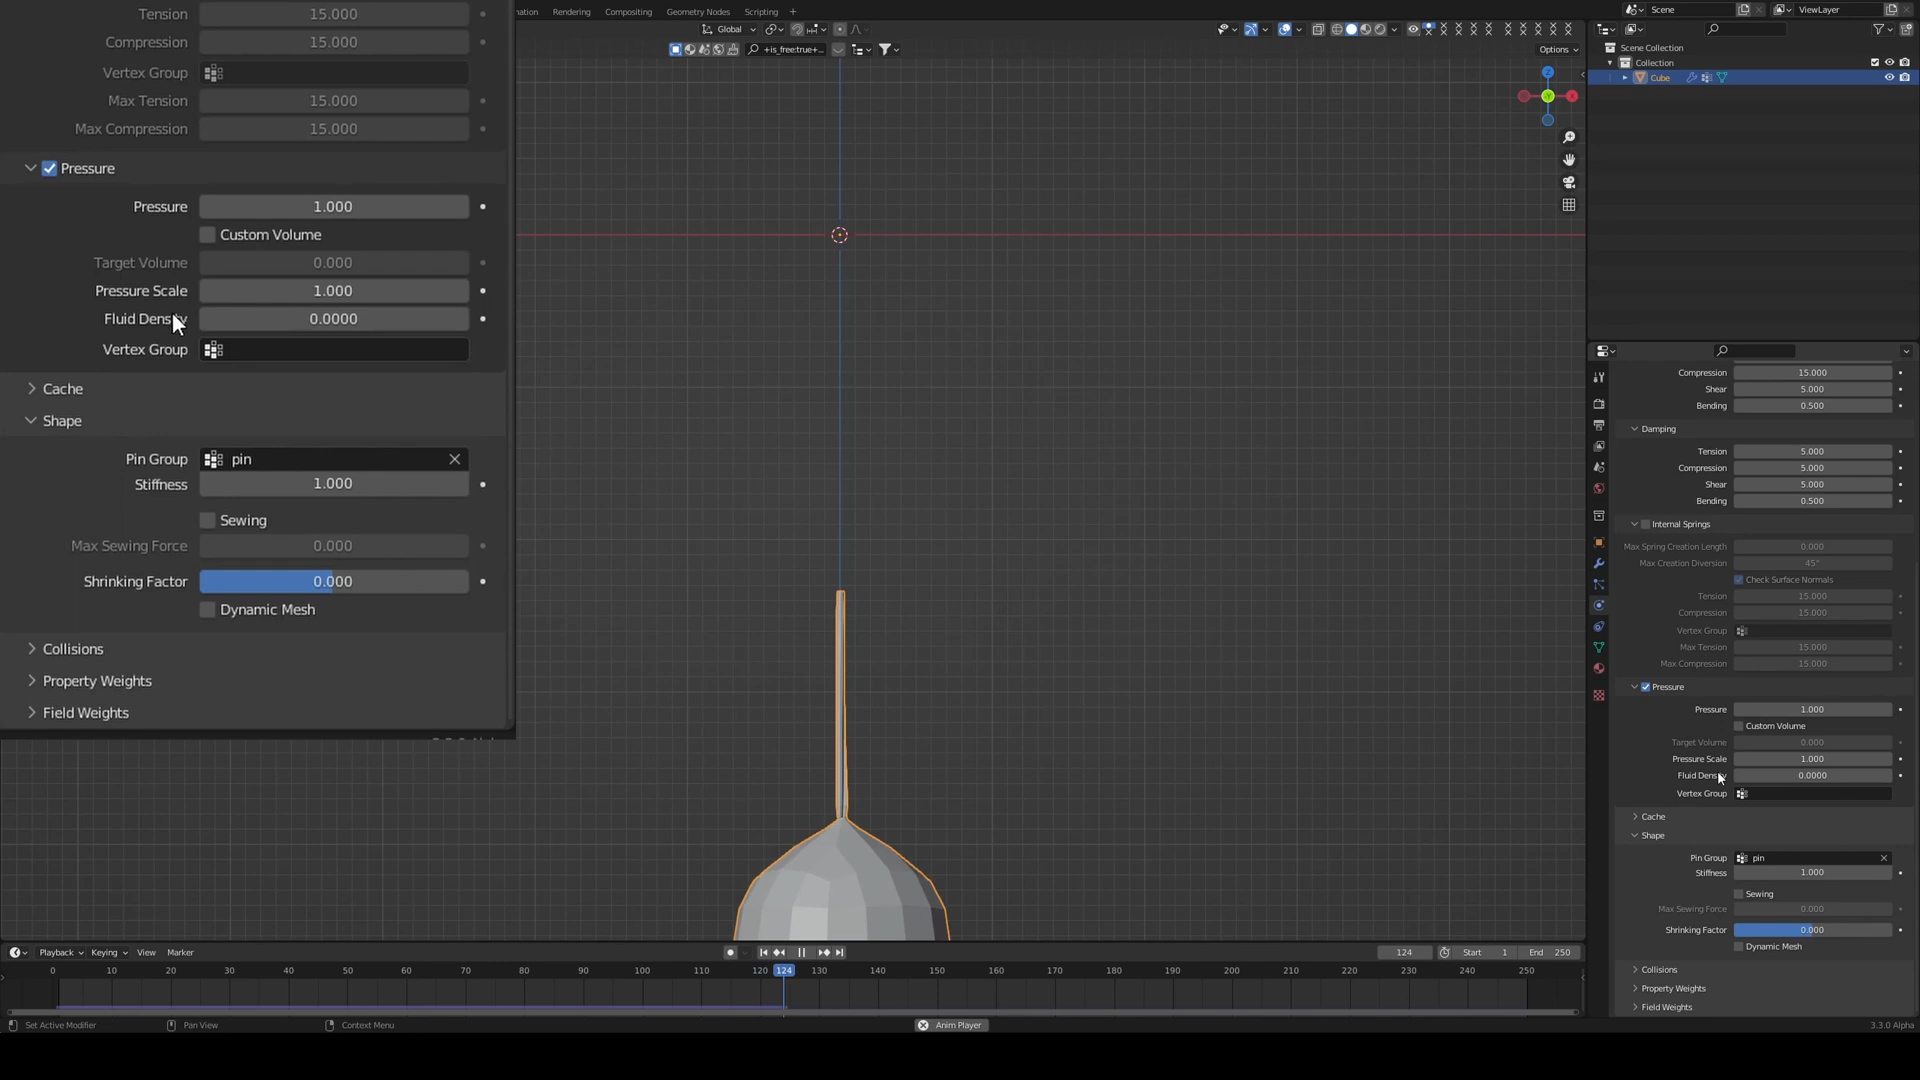 Tension 15.000
Compression 15.000
Vertex Group
Max Tension 15.000
Max Compression 15.000
Pressure
Pressure 1.000
Custom Volume
Target Volume 0.000
Pressure Scale 1.000
Fluid Density 0.0000
Vertex Group
Cache
Shape
Pin Group pin
Stiffness 1.000
Sewing
Max Sewing Force 0.000
Shrinking Factor 0.000
Dynamic Mesh
Collisions
Property Weights
Field Weights
Rendering Compositing Geometry Nodes Scripting +
Global
+is_free:true+...
Options
Z
Y
X
Scene
ViewLayer
Scene Collection
Collection
Cube
Compression 15.000
Shear 5.000
Bending 0.500
Damping
Tension 5.000
Compression 5.000
Shear 5.000
Bending 0.500
Internal Springs
Max Spring Creation Length 0.000
Max Creation Diversion 45°
Check Surface Normals
Tension 15.000
Compression 15.000
Vertex Group
Max Tension 15.000
Max Compression 15.000
Pressure
Pressure 1.000
Custom Volume
Target Volume 0.000
Pressure Scale 1.000
Fluid Density 0.0000
Vertex Group
Cache
Shape
Pin Group pin
Stiffness 1.000
Sewing
Max Sewing Force 0.000
Shrinking Factor 0.000
Dynamic Mesh
Collisions
Property Weights
Field Weights
Playback Keying View Marker
124 Start 1 End 250
0 10 20 30 40 50 60 70 80 90 100 110 120 124 130 140 150 160 170 180 190 200 210 220 230 240 250
Set Active Modifier Pan View Context Menu Anim Player 3.3.0 Alpha